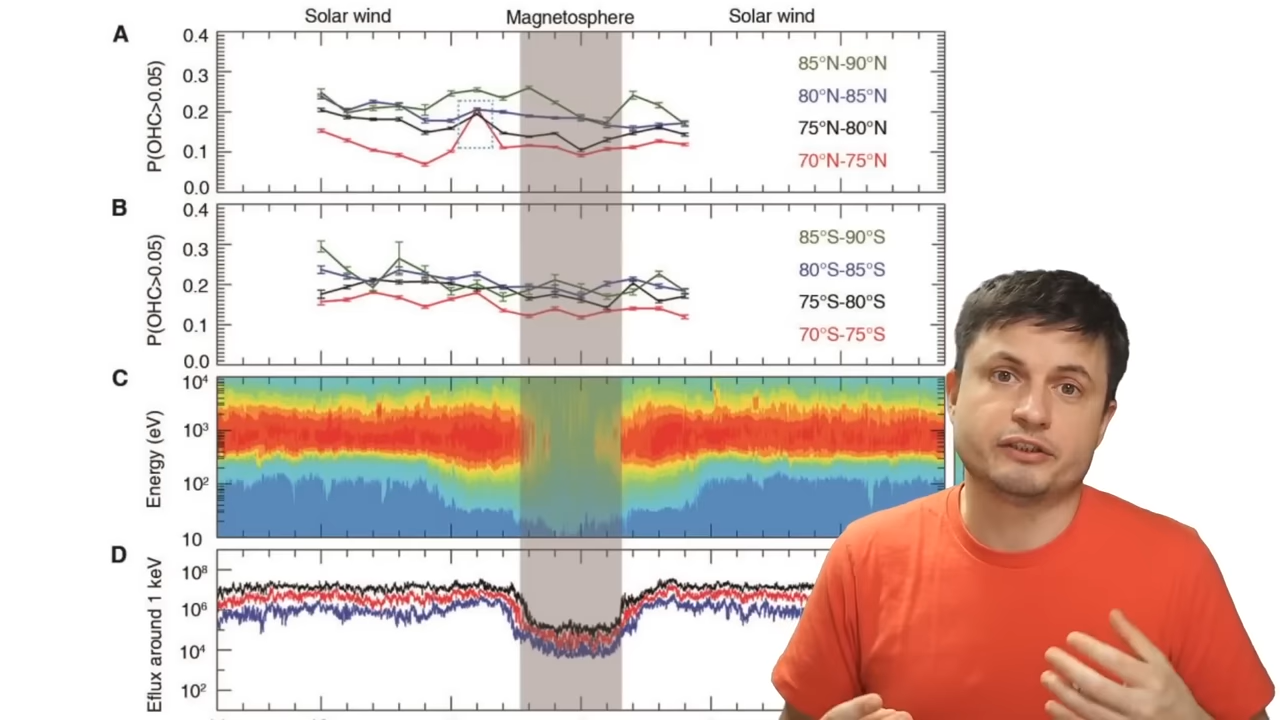 Solar wind Magnetosphere Solar wind
A
P(OHC>0.05)
0.4
0.3
0.2
0.1
0.0
85°N-90°N
80°N-85°N
75°N-80°N
70°N-75°N
B
P(OHC>0.05)
0.4
0.3
0.2
0.1
0.0
85°S-90°S
80°S-85°S
75°S-80°S
70°S-75°S
C
Energy (eV)
10⁴
10³
10²
10
D
Eflux around 1 keV
10⁸
10⁶
10⁴
10²